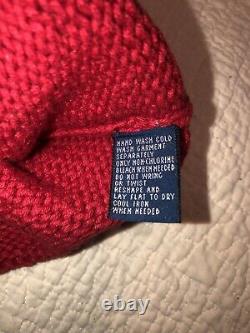 HAND WASH COLD
WASH GARMENT
SEPARATELY
ONLY NON-CHLORINE
BLEACH WHEN NEEDED
DO NOT WRING
OR TWIST
RESHAPE AND
LAY FLAT TO DRY
COOL IRON
WHEN NEEDED